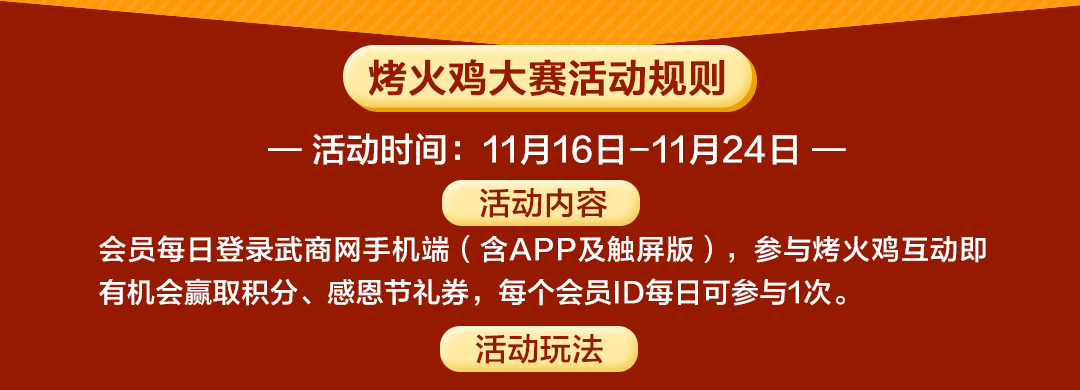 烤火鸡大赛活动规则
— 活动时间：11月16日-11月24日 —
活动内容
会员每日登录武商网手机端（含APP及触屏版），参与烤火鸡互动即
有机会赢取积分、感恩节礼券，每个会员ID每日可参与1次。
活动玩法